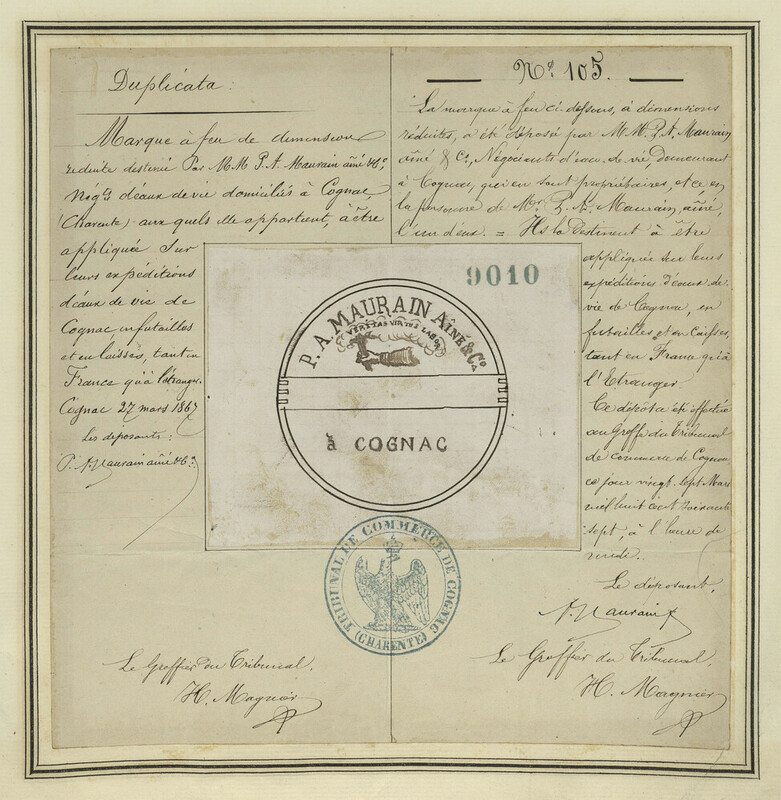 Duplicata :
Marque à feu de dimension
réduite destinée par MM P. A. Maurain aîné & Cie,
Négts d'eaux de vie domiciliés à Cognac,
(Charente) aux quels elle appartient, à être
appliquée sur
leurs expéditions
d'eaux de vie de
Cognac, en futailles
et en caisses, tant en
France qu'à l'étranger.
Cognac 27 mars 1867
Les déposants :
P. A. Maurain aîné & Cie
Le Greffier du Tribunal.
H. Magnier
Nº 105.
La marque à feu ci-dessous, à dimensions
réduites, a été déposée par MM. P. A. Maurain
aîné & Cie, Négociants d'eau de vie, demeurant
à Cognac, qui en sont propriétaires, et ce en
la personne de Mr. P. A. Maurain, aîné,
l'un d'eux. = Ils la destinent à être
appliquée sur leurs
expéditions d'eaux de
vie de Cognac, en
futailles et en caisses,
tant en France qu'à
l'Etranger.
Ce dépôt a été effectué
au Greffe du Tribunal
de commerce de Cognac
ce jour vingt-sept Mars
mil huit cent soixante
sept, à l'heure de
midi.
Le déposant,
A. Maurain
Le Greffier du Tribunal.
H. Magnier
9010
P. A. MAURAIN AÎNÉ & Co
VERITAS VIRTUS LABOR
à COGNAC
TRIBUNAL DE COMMERCE DE COGNAC
(CHARENTE)